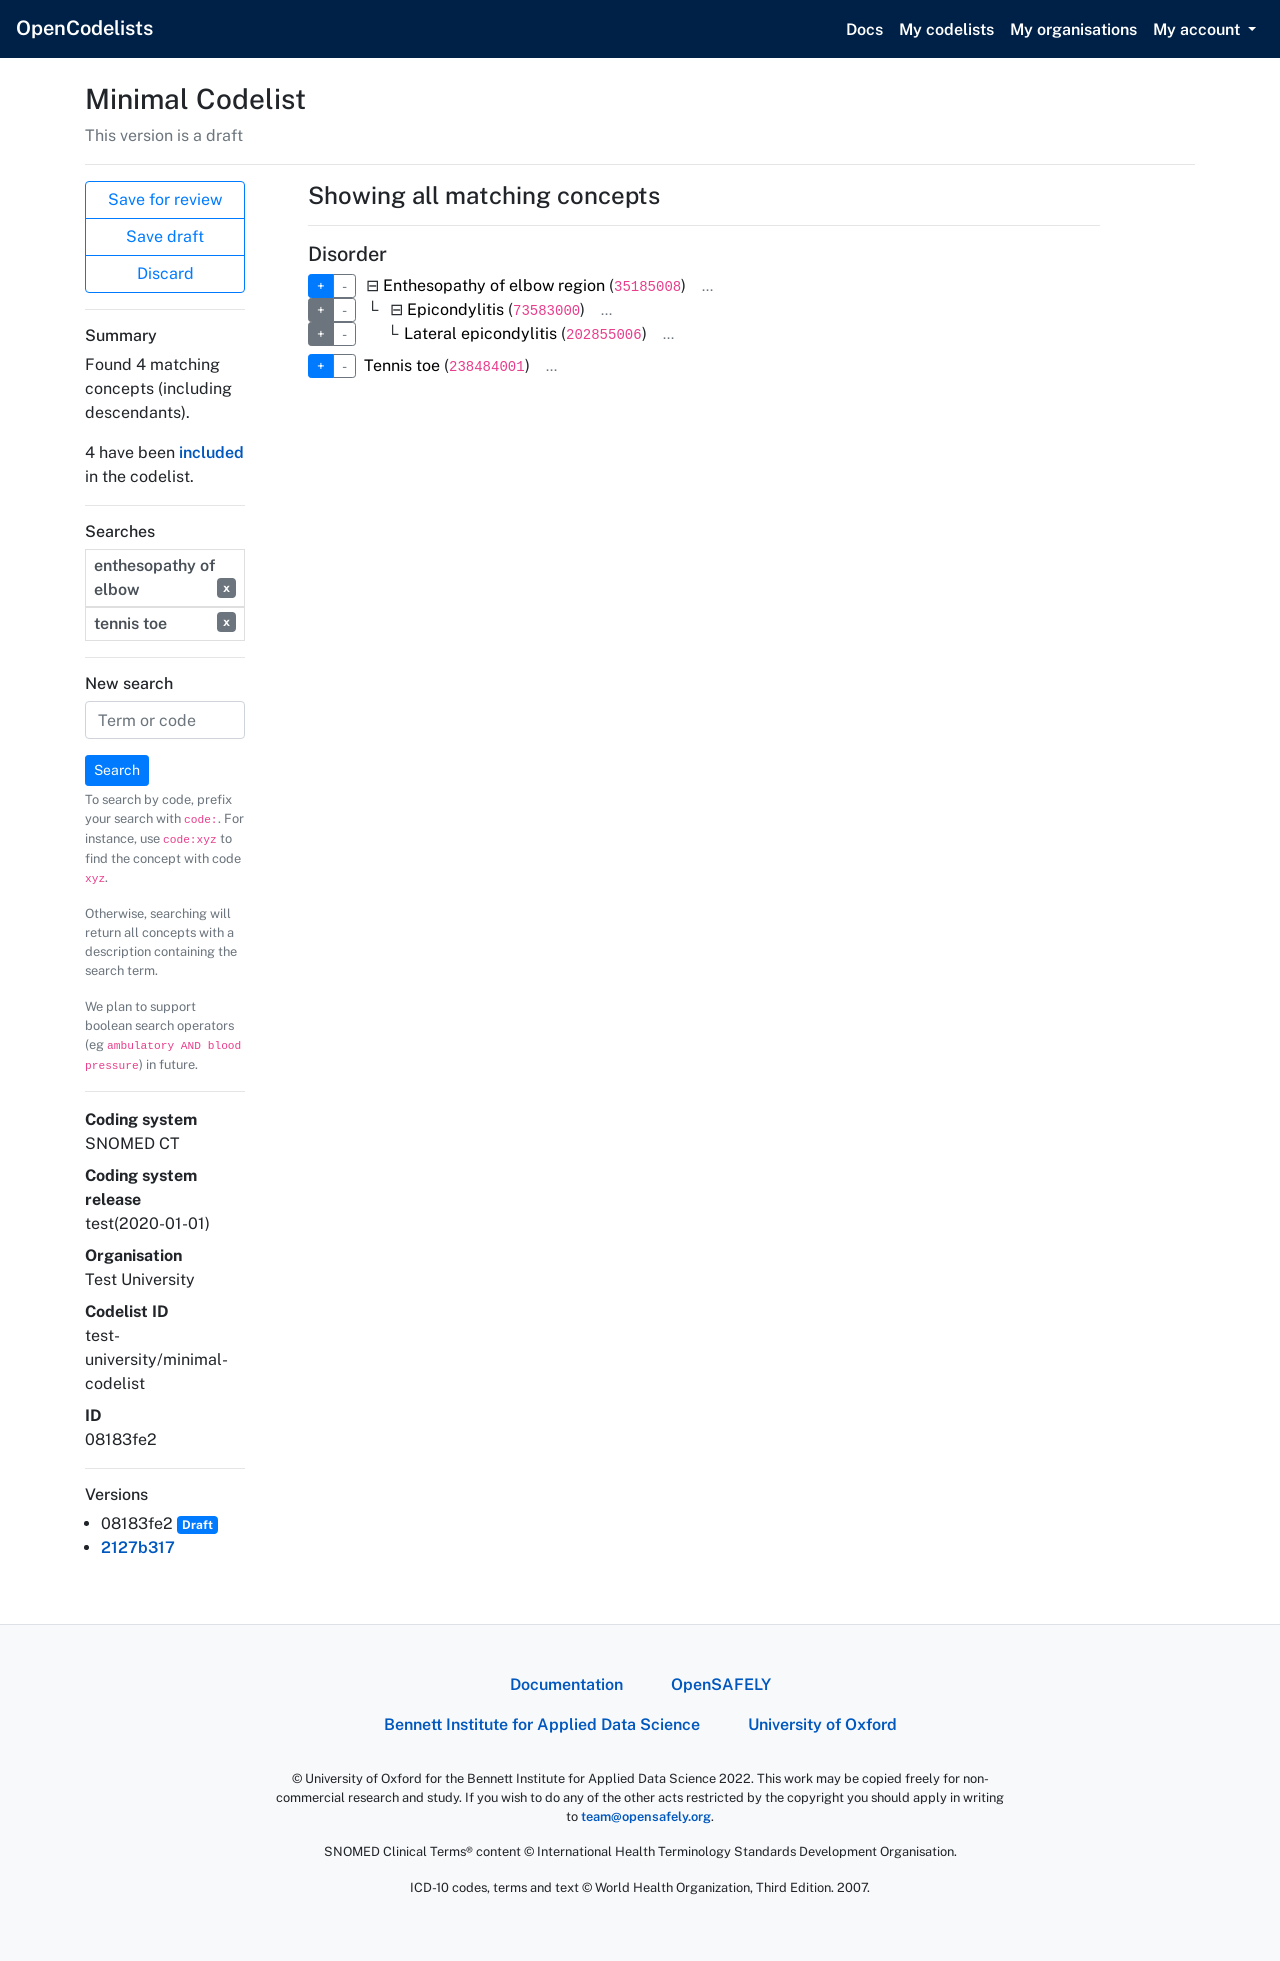 OpenCodelists
Docs My codelists My organisations My account
Minimal Codelist
This version is a draft
Save for review
Save draft
Discard
Summary
Found 4 matching
concepts (including
descendants).
4 have been included
in the codelist.
Searches
enthesopathy of
elbow x
tennis toe x
New search
Term or code
Search
To search by code, prefix
your search with code:. For
instance, use code:xyz to
find the concept with code
xyz.
Otherwise, searching will
return all concepts with a
description containing the
search term.
We plan to support
boolean search operators
(eg ambulatory AND blood
pressure) in future.
Coding system
SNOMED CT
Coding system
release
test(2020-01-01)
Organisation
Test University
Codelist ID
test-
university/minimal-
codelist
ID
08183fe2
Versions
08183fe2 Draft
2127b317
Showing all matching concepts
Disorder
+ - ⊟ Enthesopathy of elbow region (35185008) ...
+ - └ ⊟ Epicondylitis (73583000) ...
+ - └ Lateral epicondylitis (202855006) ...
+ - Tennis toe (238484001) ...
Documentation OpenSAFELY
Bennett Institute for Applied Data Science University of Oxford
© University of Oxford for the Bennett Institute for Applied Data Science 2022. This work may be copied freely for non-
commercial research and study. If you wish to do any of the other acts restricted by the copyright you should apply in writing
to team@opensafely.org.
SNOMED Clinical Terms® content © International Health Terminology Standards Development Organisation.
ICD-10 codes, terms and text © World Health Organization, Third Edition. 2007.